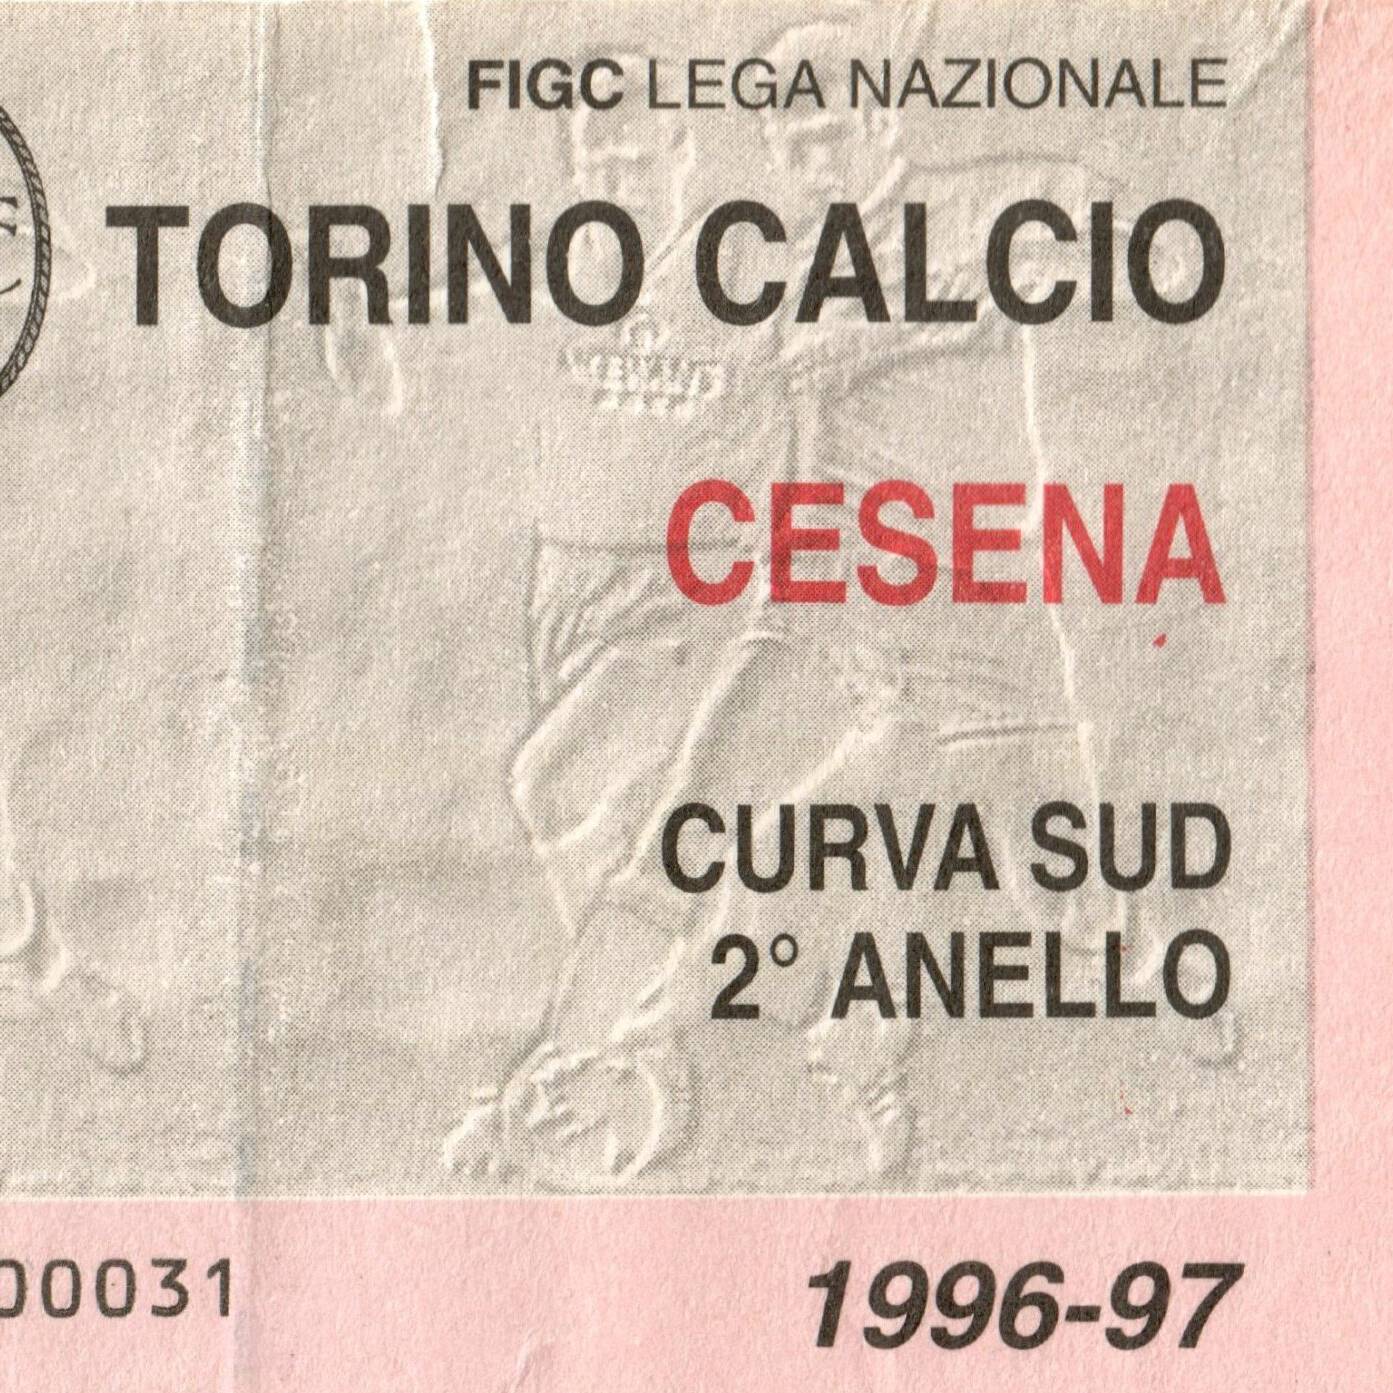 FIGC LEGA NAZIONALE
TORINO CALCIO
CESENA
CURVA SUD
2° ANELLO
00031
1996-97